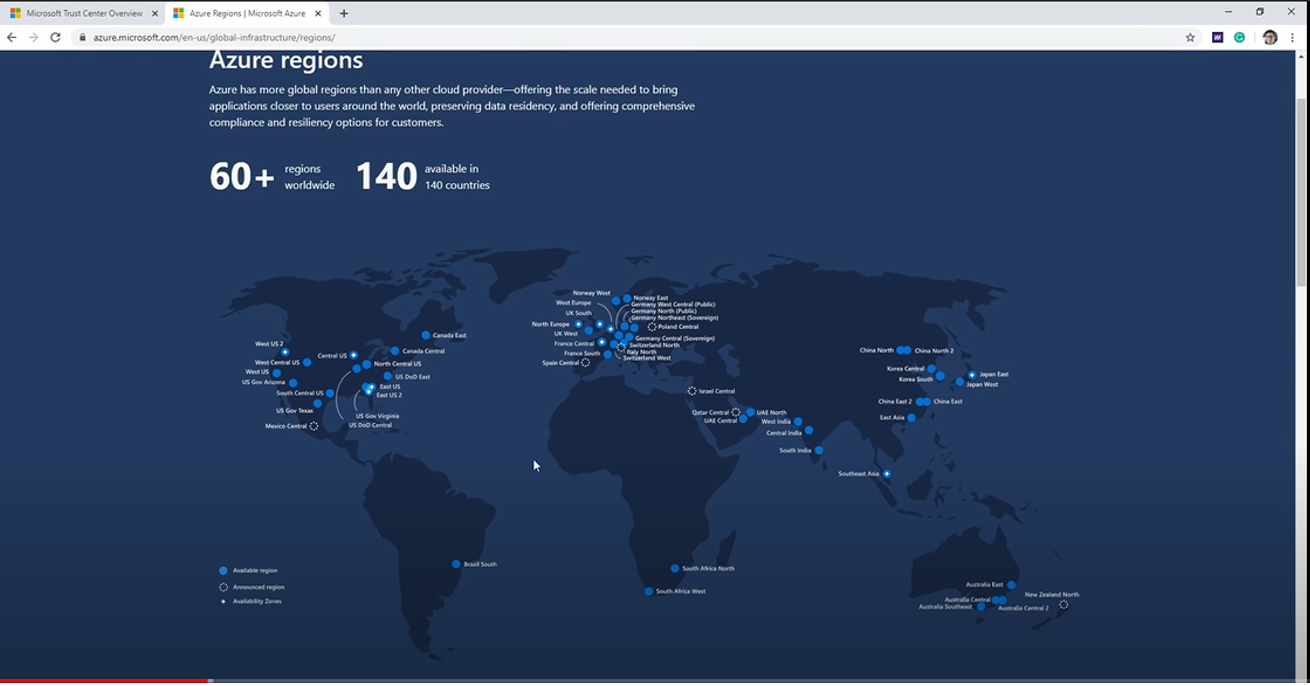 Microsoft Trust Center Overview
Azure Regions | Microsoft Azure
azure.microsoft.com/en-us/global-infrastructure/regions/
Azure regions
Azure has more global regions than any other cloud provider—offering the scale needed to bring
applications closer to users around the world, preserving data residency, and offering comprehensive
compliance and resiliency options for customers.
60+ regions worldwide
140 available in 140 countries
Norway West
Norway East
West Europe
Germany West Central (Public)
Germany North (Public)
UK South
Germany Northeast (Sovereign)
North Europe
Poland Central
UK West
Germany Central (Sovereign)
France Central
Switzerland North
Italy North
France South
Switzerland West
Spain Central
Canada East
West US 2
Central US
Canada Central
West Central US
North Central US
West US
US DoD East
US Gov Arizona
East US
South Central US
East US 2
US Gov Texas
US Gov Virginia
Mexico Central
US DoD Central
Israel Central
Qatar Central
UAE North
UAE Central
West India
Central India
South India
China North
China North 2
Korea Central
Korea South
Japan East
Japan West
China East 2
China East
East Asia
Southeast Asia
Brazil South
South Africa North
South Africa West
Australia East
Australia Central
New Zealand North
Australia Southeast
Australia Central 2
Available region
Announced region
Availability Zones